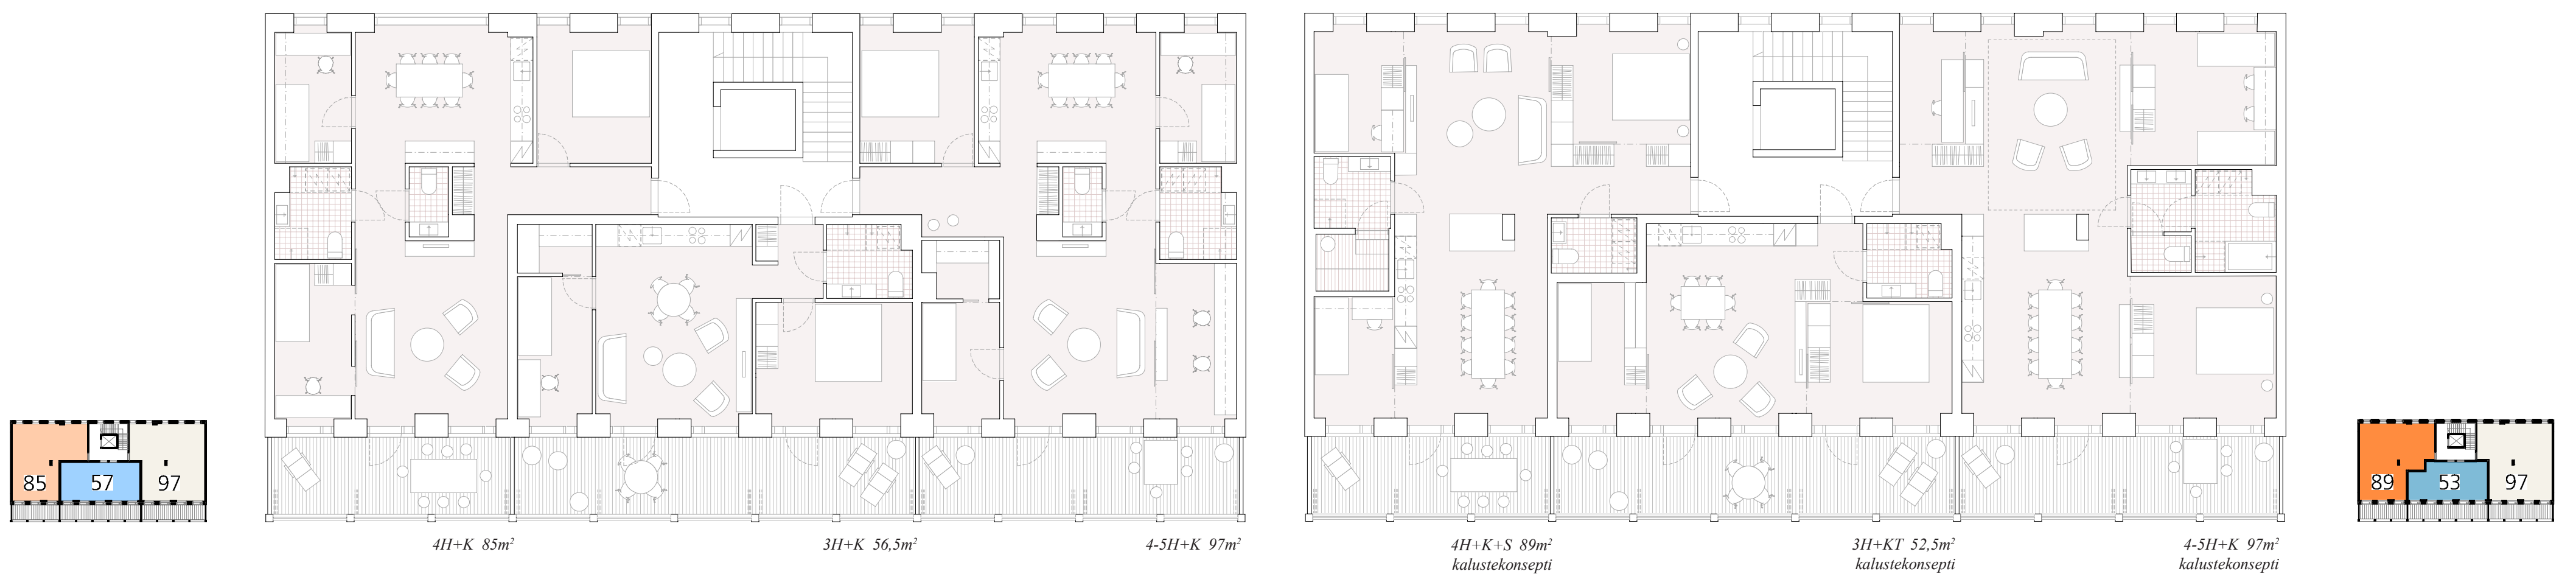 85
57
97
4H+K 85m²
3H+K 56,5m²
4-5H+K 97m²
4H+K+S 89m²
kalustekonsepti
3H+KT 52,5m²
kalustekonsepti
4-5H+K 97m²
kalustekonsepti
89
53
97